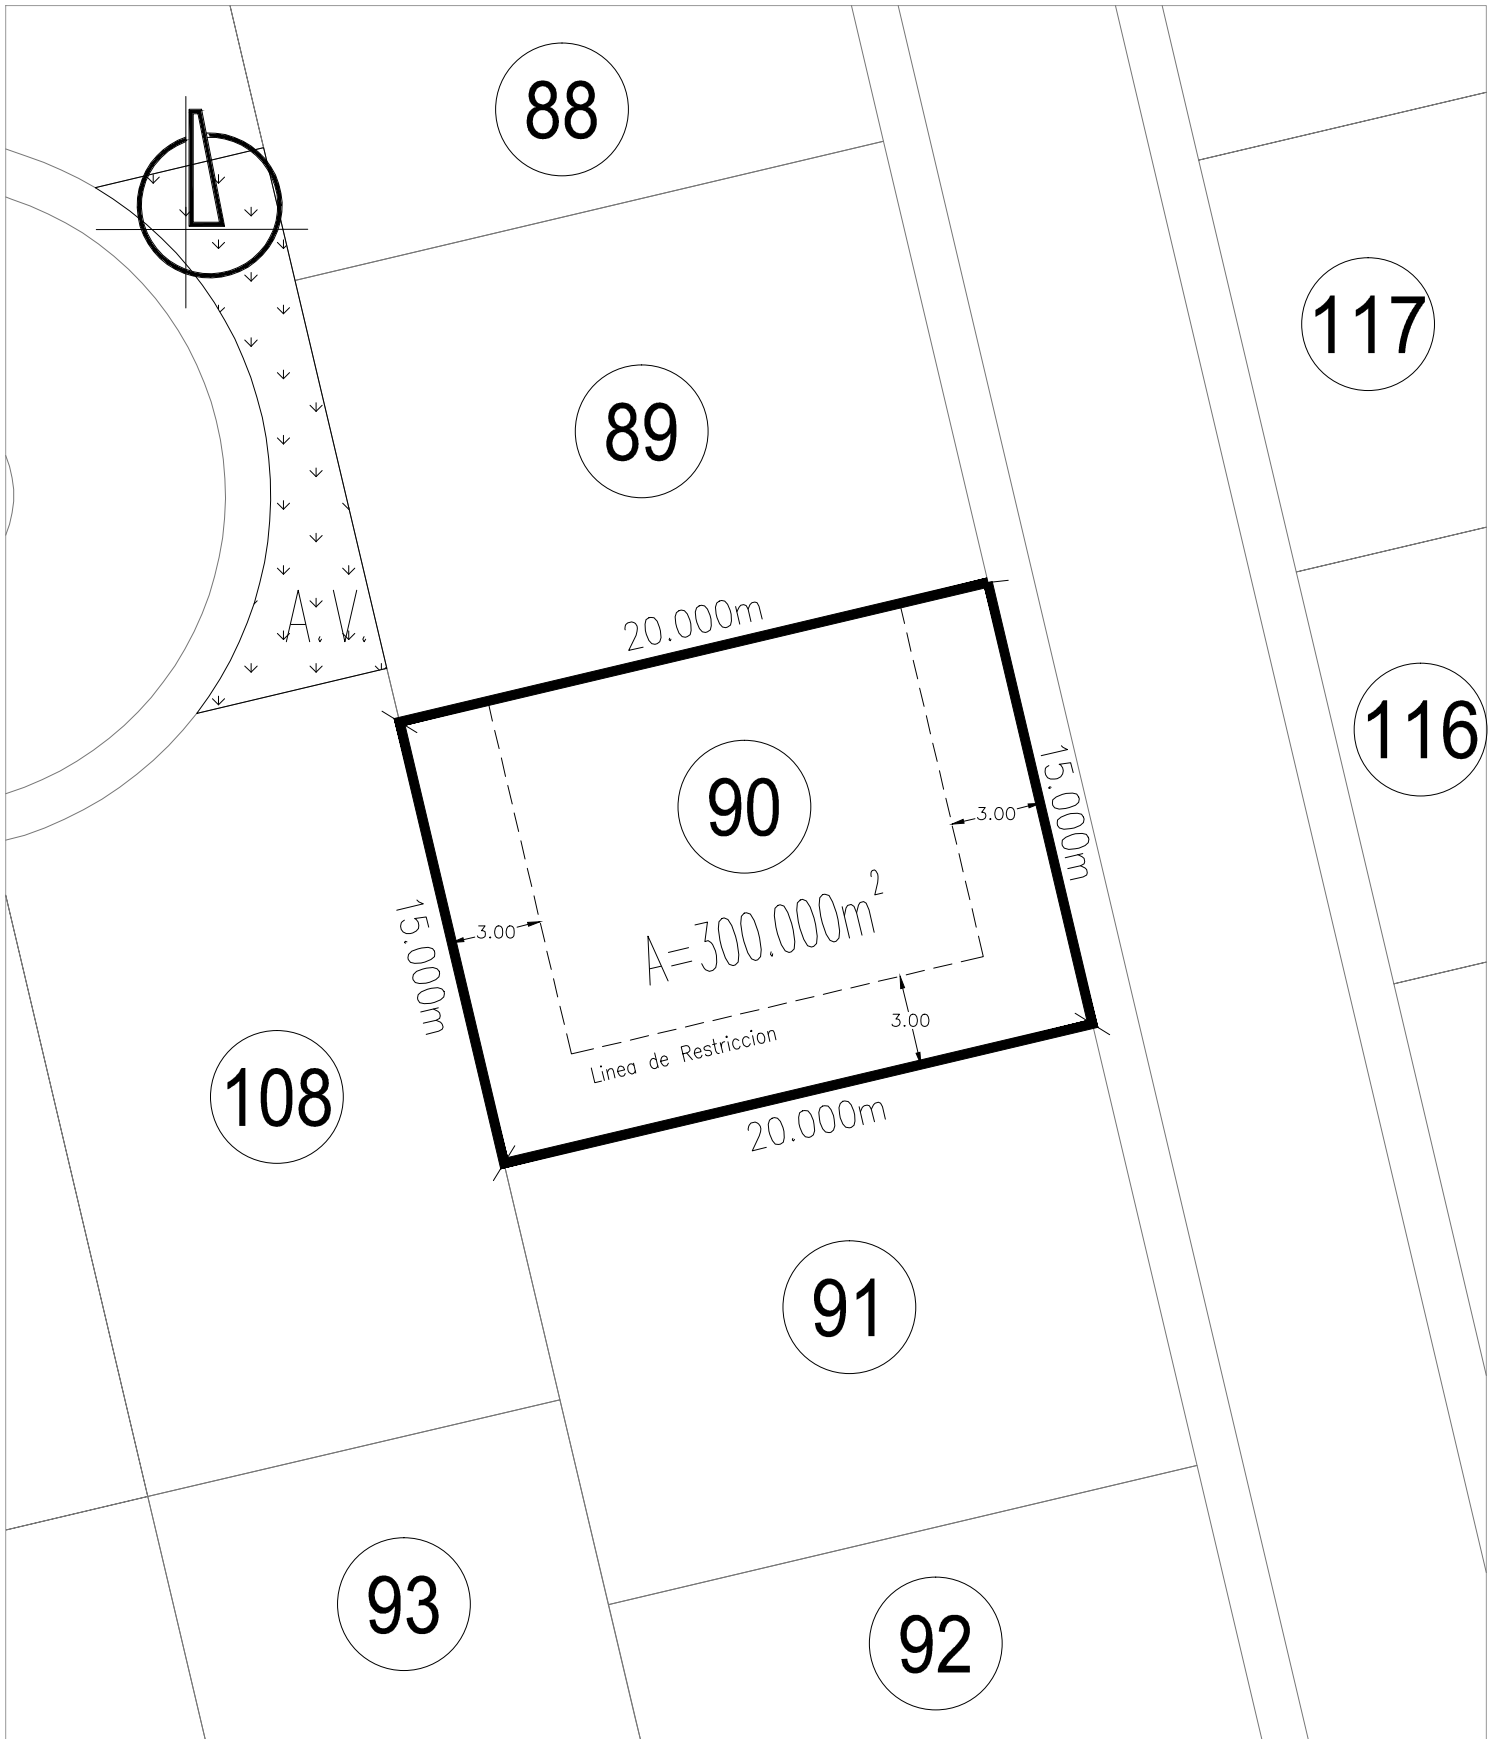 88
117
89
A.V.
20.000m
116
90
15.000m
3.00
A=300.000m²
15.000m
3.00
3.00
Linea de Restriccion
108
20.000m
91
93
92